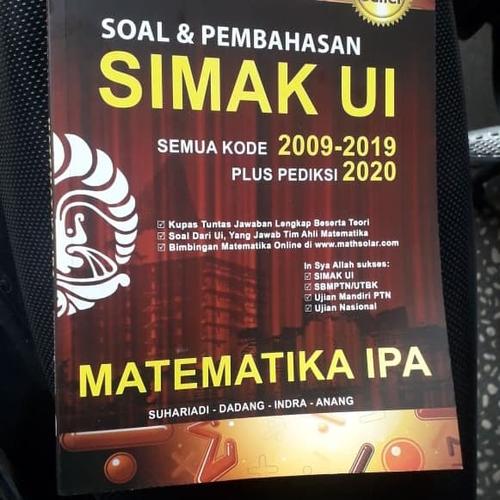 SOAL & PEMBAHASAN
SIMAK UI
SEMUA KODE 2009-2019
PLUS PEDIKSI 2020
Kupas Tuntas Jawaban Lengkap Beserta Teori
Soal Dari Ui, Yang Jawab Tim Ahli Matematika
Bimbingan Matematika Online di www.mathsolar.com
In Sya Allah sukses:
SIMAK UI
SBMPTN/UTBK
Ujian Mandiri PTN
Ujian Nasional
MATEMATIKA IPA
SUHARIADI - DADANG - INDRA - ANANG